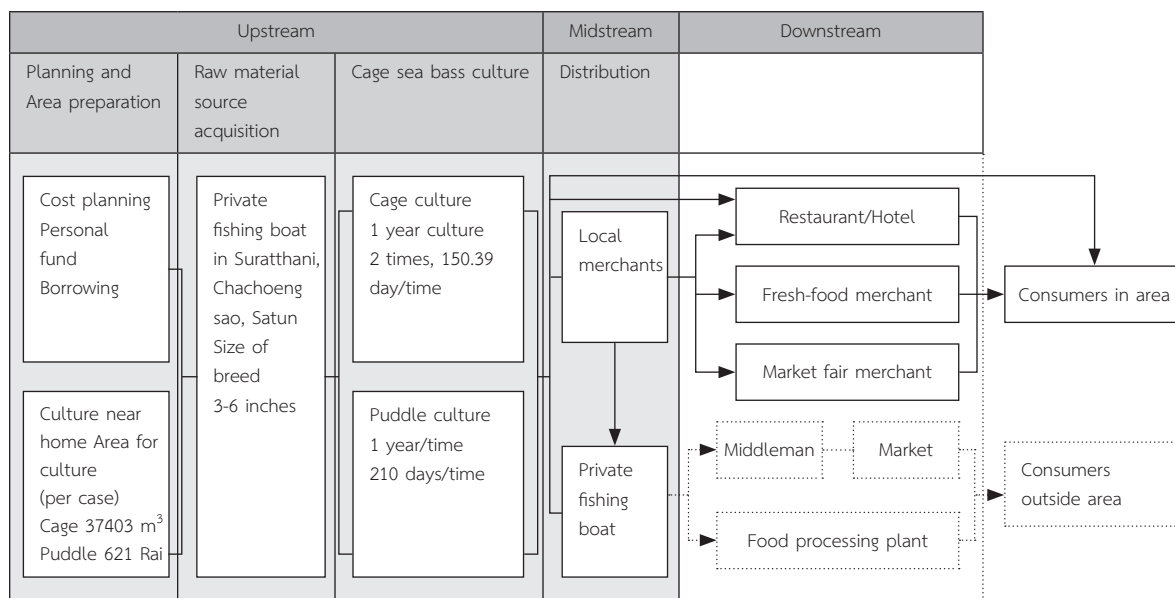 Upstream
Midstream
Downstream
Planning and
Area preparation
Raw material
source
acquisition
Cage sea bass culture
Distribution
Cost planning
Personal
fund
Borrowing
Culture near
home Area for
culture
(per case)
Cage 37403 m³
Puddle 621 Rai
Private
fishing boat
in Suratthani,
Chachoeng
sao, Satun
Size of
breed
3-6 inches
Cage culture
1 year culture
2 times, 150.39
day/time
Puddle culture
1 year/time
210 days/time
Local
merchants
Private
fishing
boat
Restaurant/Hotel
Fresh-food merchant
Market fair merchant
Middleman
Market
Food processing plant
Consumers in area
Consumers
outside area